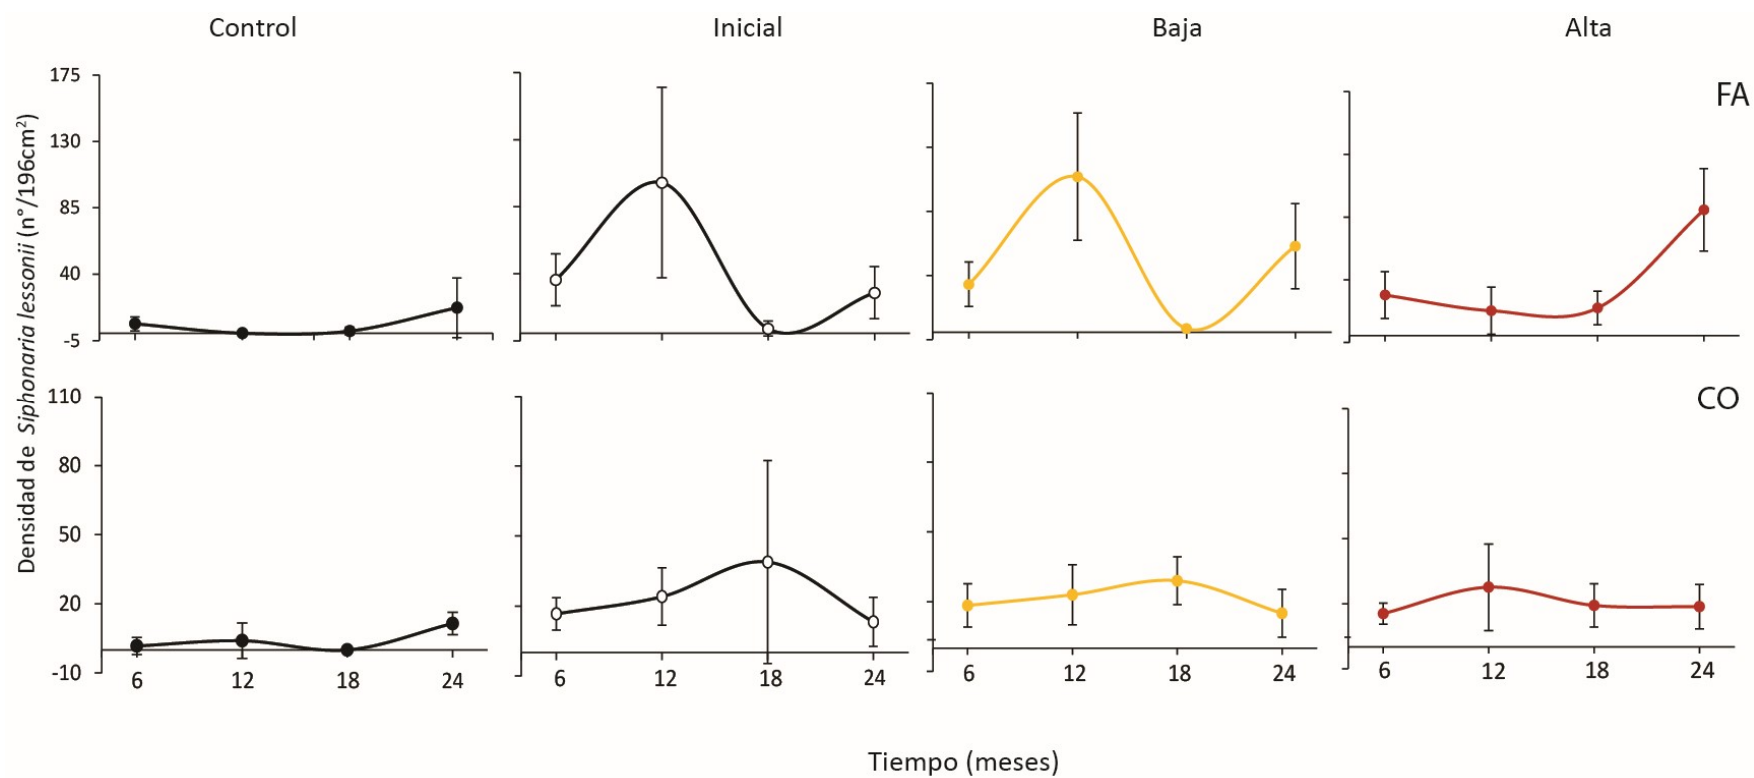 Control Inicial Baja Alta
FA
175
130
85
40
-5
Densidad de Siphonaria lessonii (n°/196cm²)
CO
110
80
50
20
-10
6 12 18 24 6 12 18 24 6 12 18 24 6 12 18 24
Tiempo (meses)